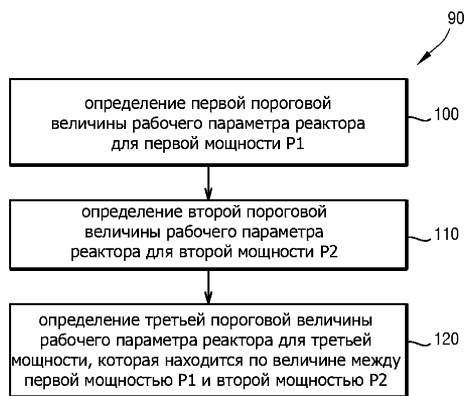 90
определение первой пороговой
величины рабочего параметра реактора
для первой мощности P1
100
определение второй пороговой
величины рабочего параметра
реактора для второй мощности P2
110
определение третьей пороговой величины
рабочего параметра реактора для третьей
мощности, которая находится по величине между
первой мощностью P1 и второй мощностью P2
120